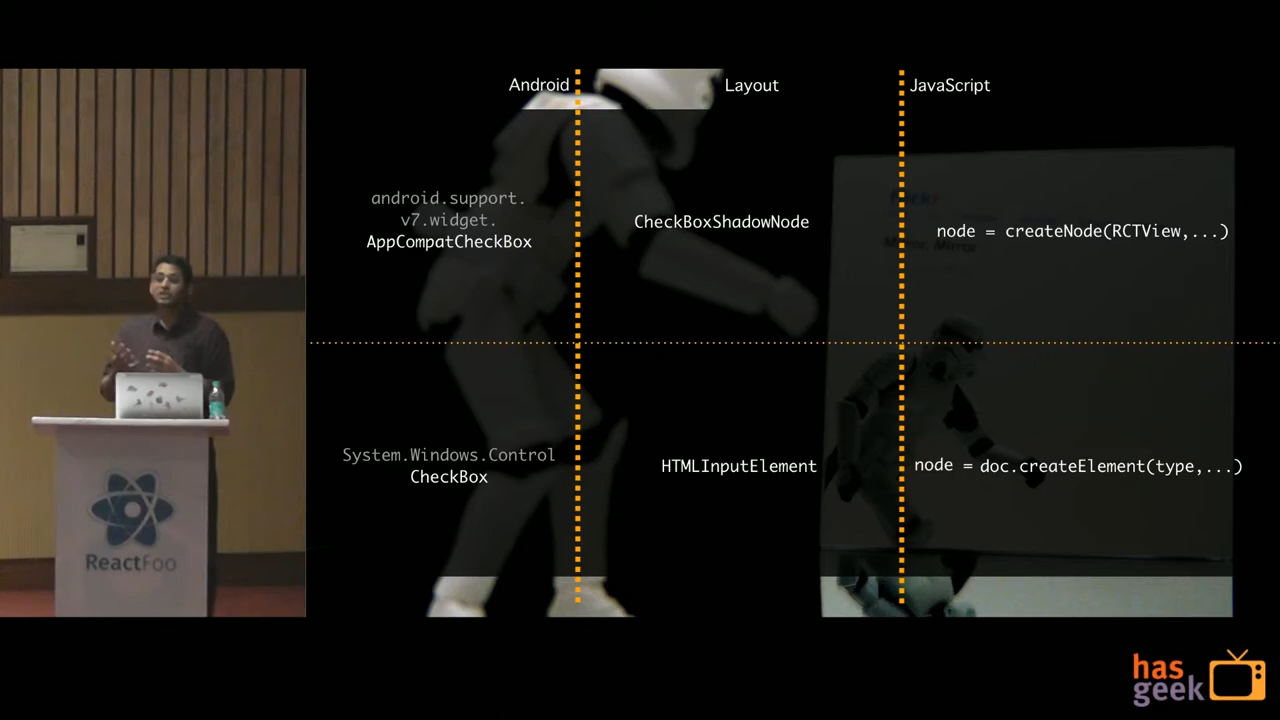 Android
Layout
JavaScript
android.support.
v7.widget.
AppCompatCheckBox
CheckBoxShadowNode
node = createNode(RCTView,...)
System.Windows.Control
CheckBox
HTMLInputElement
node = doc.createElement(type,...)
ReactFoo
has
geek